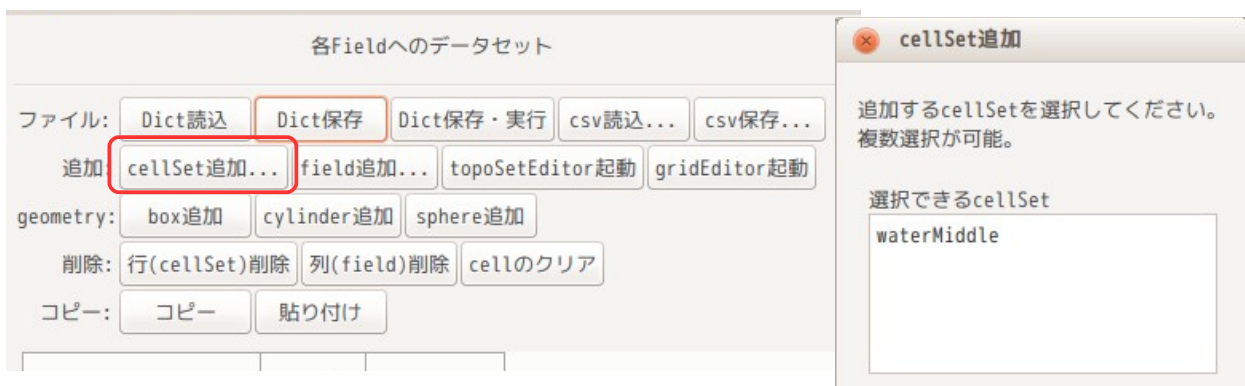 各Fieldへのデータセット
ファイル: Dict読込 Dict保存 Dict保存・実行 csv読込... csv保存...
追加: cellSet追加... field追加... topoSetEditor起動 gridEditor起動
geometry: box追加 cylinder追加 sphere追加
削除: 行(cellSet)削除 列(field)削除 cellのクリア
コピー: コピー 貼り付け
cellSet追加
追加するcellSetを選択してください。
複数選択が可能。
選択できるcellSet
waterMiddle